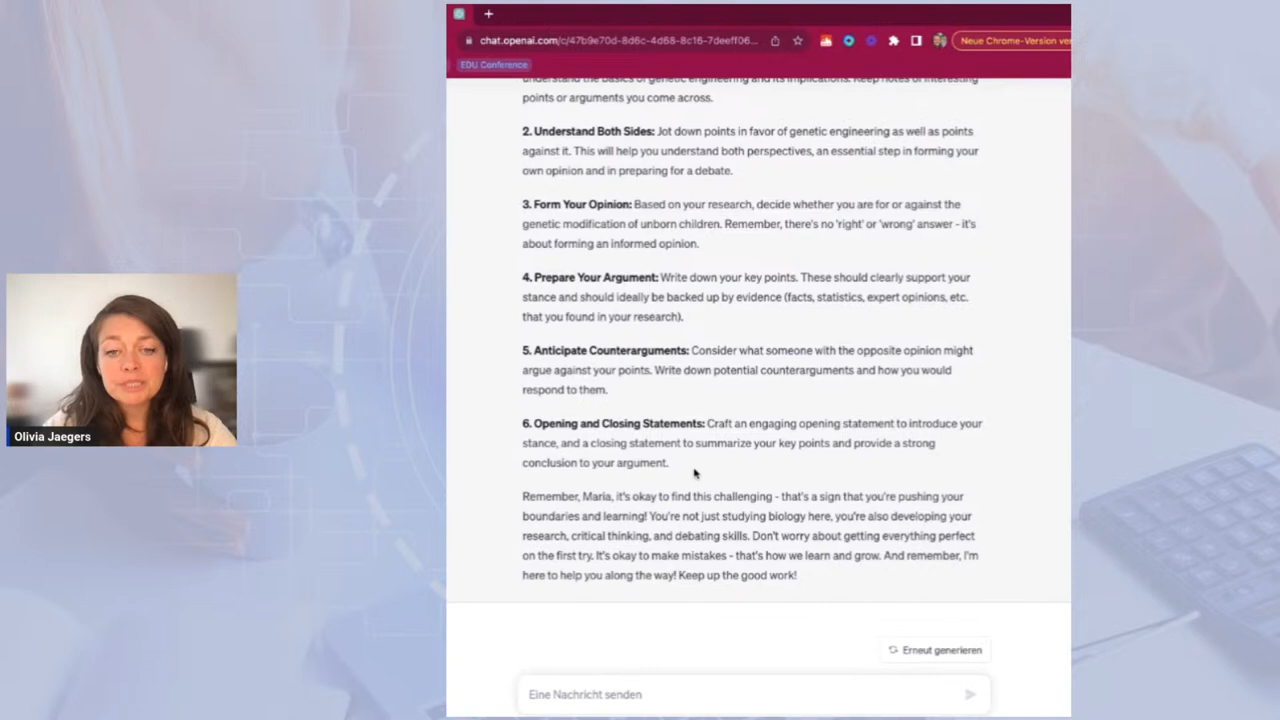 +
chat.openai.com/c/47b9e70d-8d6c-4d68-8c16-7deeff06...
Neue Chrome-Version ver
EDU Conference
understand the basics of genetic engineering and its implications. Keep notes of interesting
points or arguments you come across.
2. Understand Both Sides: Jot down points in favor of genetic engineering as well as points
against it. This will help you understand both perspectives, an essential step in forming your
own opinion and in preparing for a debate.
3. Form Your Opinion: Based on your research, decide whether you are for or against the
genetic modification of unborn children. Remember, there's no 'right' or 'wrong' answer - it's
about forming an informed opinion.
4. Prepare Your Argument: Write down your key points. These should clearly support your
stance and should ideally be backed up by evidence (facts, statistics, expert opinions, etc.
that you found in your research).
5. Anticipate Counterarguments: Consider what someone with the opposite opinion might
argue against your points. Write down potential counterarguments and how you would
respond to them.
6. Opening and Closing Statements: Craft an engaging opening statement to introduce your
stance, and a closing statement to summarize your key points and provide a strong
conclusion to your argument.
Remember, Maria, it's okay to find this challenging - that's a sign that you're pushing your
boundaries and learning! You're not just studying biology here, you're also developing your
research, critical thinking, and debating skills. Don't worry about getting everything perfect
on the first try. It's okay to make mistakes - that's how we learn and grow. And remember, I'm
here to help you along the way! Keep up the good work!
Erneut generieren
Eine Nachricht senden
Olivia Jaegers